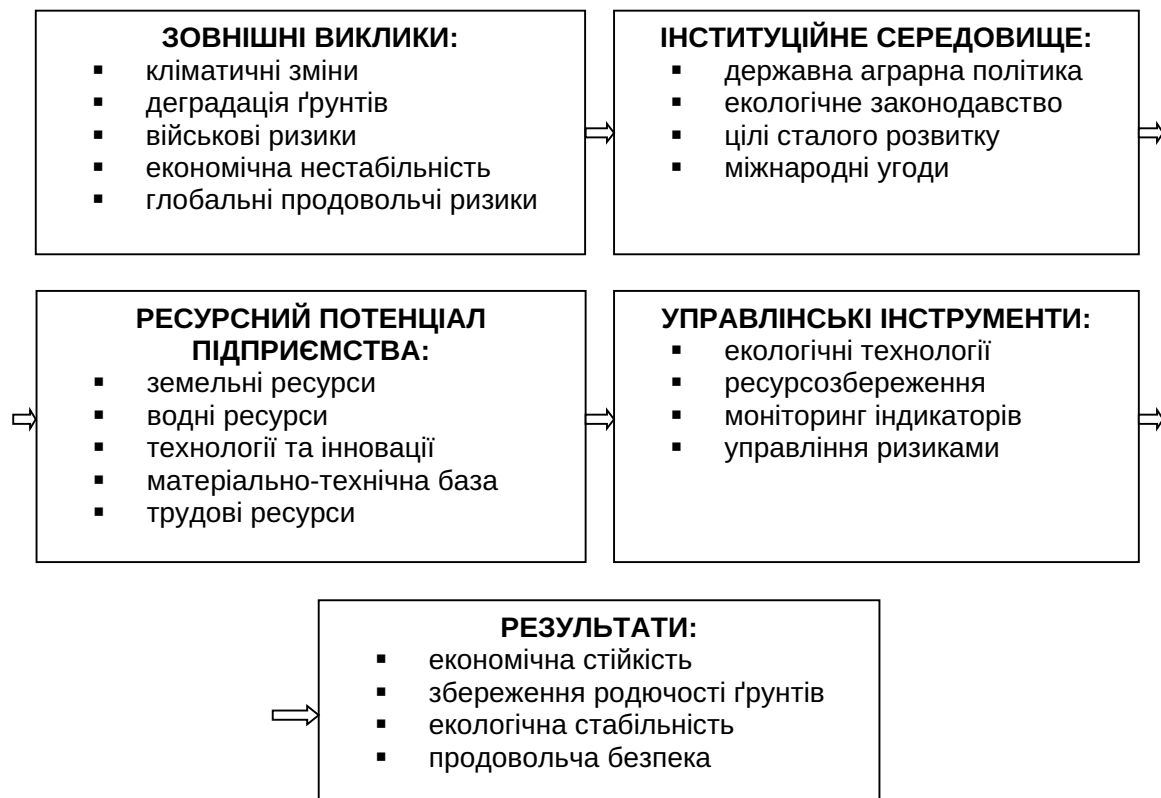 ЗОВНІШНІ ВИКЛИКИ:
▪ кліматичні зміни
▪ деградація ґрунтів
▪ військові ризики
▪ економічна нестабільність
▪ глобальні продовольчі ризики
ІНСТИТУЦІЙНЕ СЕРЕДОВИЩЕ:
▪ державна аграрна політика
▪ екологічне законодавство
▪ цілі сталого розвитку
▪ міжнародні угоди
РЕСУРСНИЙ ПОТЕНЦІАЛ
ПІДПРИЄМСТВА:
▪ земельні ресурси
▪ водні ресурси
▪ технології та інновації
▪ матеріально-технічна база
▪ трудові ресурси
УПРАВЛІНСЬКІ ІНСТРУМЕНТИ:
▪ екологічні технології
▪ ресурсозбереження
▪ моніторинг індикаторів
▪ управління ризиками
РЕЗУЛЬТАТИ:
▪ економічна стійкість
▪ збереження родючості ґрунтів
▪ екологічна стабільність
▪ продовольча безпека